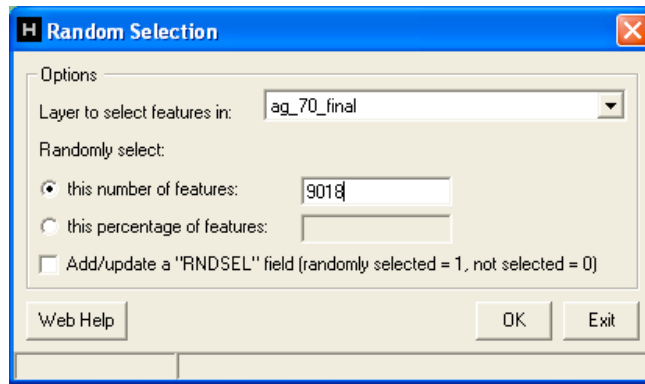 H Random Selection
Options
Layer to select features in: ag_70_final
Randomly select:
this number of features: 9018
this percentage of features:
Add/update a "RNDSEL" field (randomly selected = 1, not selected = 0)
Web Help OK Exit